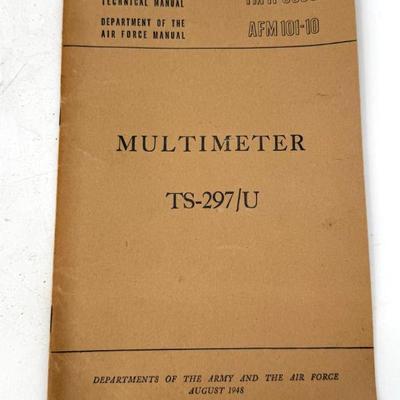 TECHNICAL MANUAL
DEPARTMENT OF THE
AIR FORCE MANUAL
AFM 101-10
MULTIMETER
TS-297/U
DEPARTMENTS OF THE ARMY AND THE AIR FORCE
AUGUST 1948